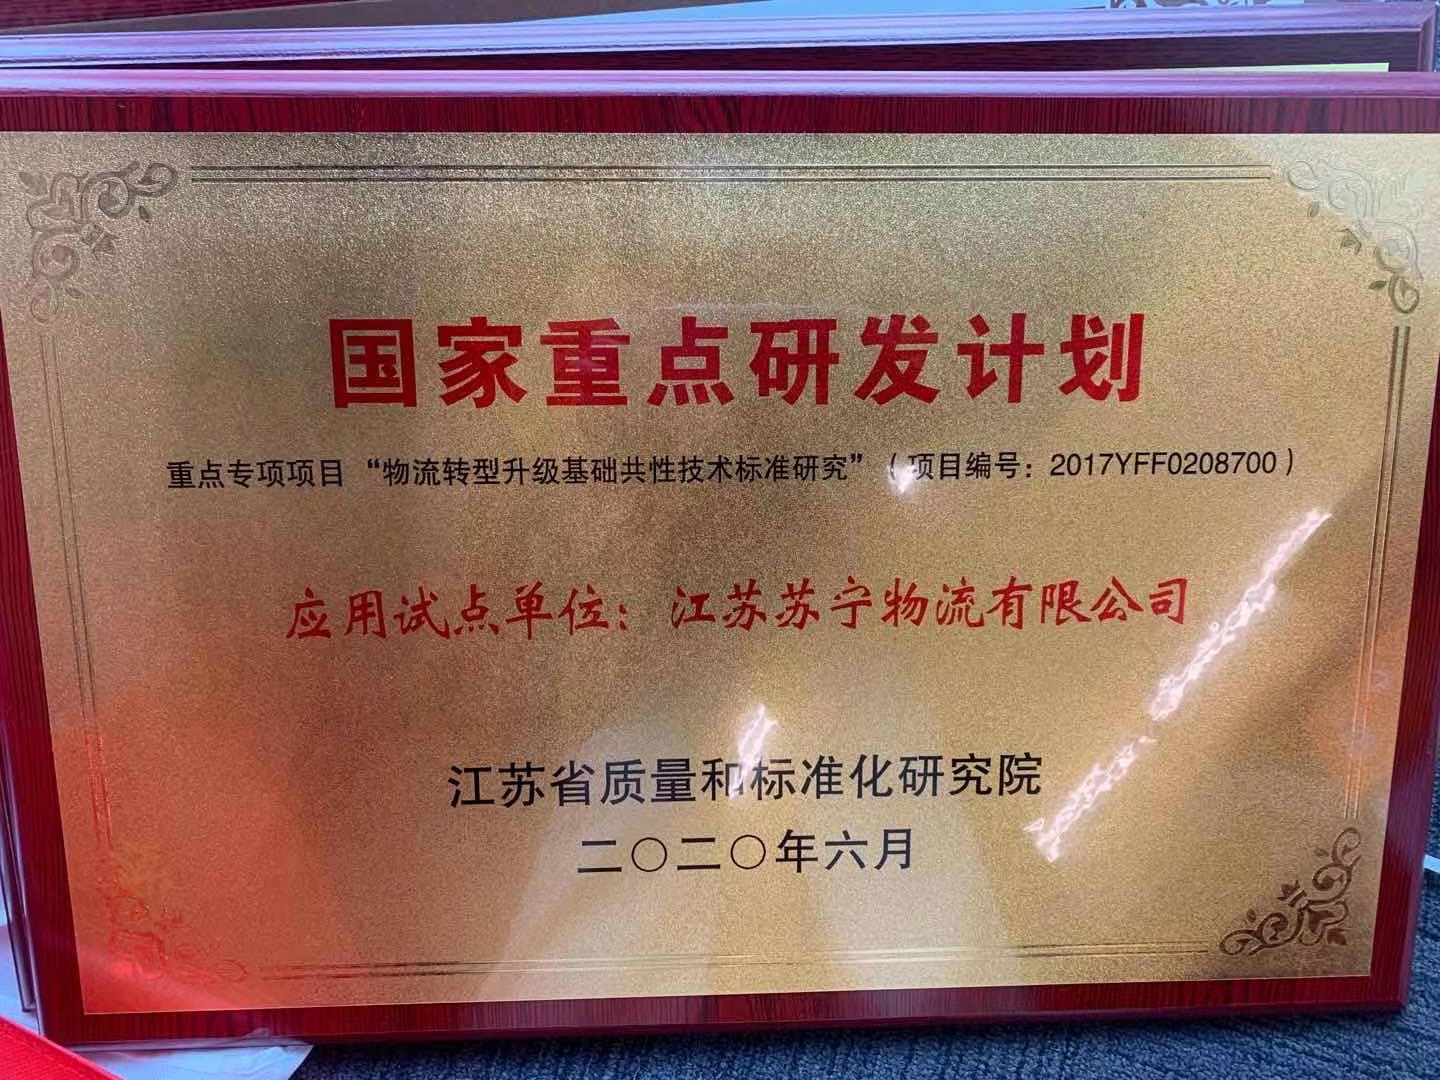 国家重点研发计划
重点专项项目“物流转型升级基础共性技术标准研究”（项目编号：2017YFF0208700）
应用试点单位：江苏苏宁物流有限公司
江苏省质量和标准化研究院
二〇二〇年六月